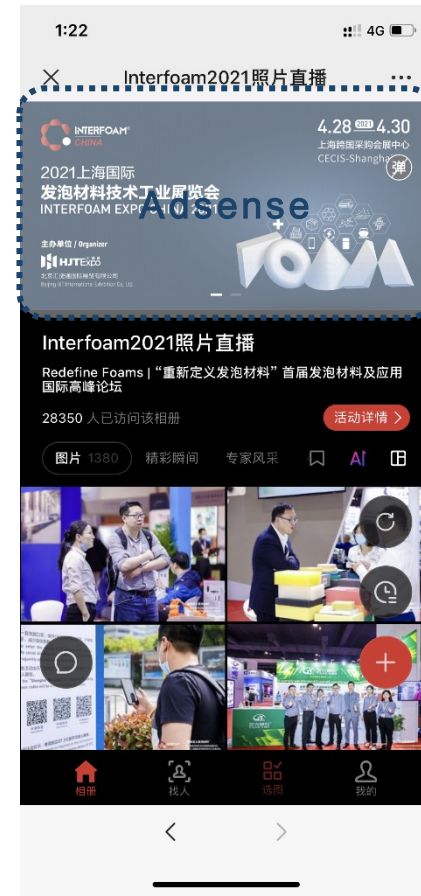 1:22
4G
Interfoam2021照片直播
INTERFOAM
CHINA
4.28 2021 4.30
上海跨国采购会展中心
CECIS-Shanghai
弹
2021上海国际
发泡材料技术工业展览会
INTERFOAM EXPO CHINA 2021
Adsense
主办单位 / Organizer
HJTEXPO
FOAM
Interfoam2021照片直播
Redefine Foams | “重新定义发泡材料” 首届发泡材料及应用
国际高峰论坛
28350 人已访问该相册
活动详情
图片 1380
精彩瞬间
专家风采
AI
相册
找人
选图
我的